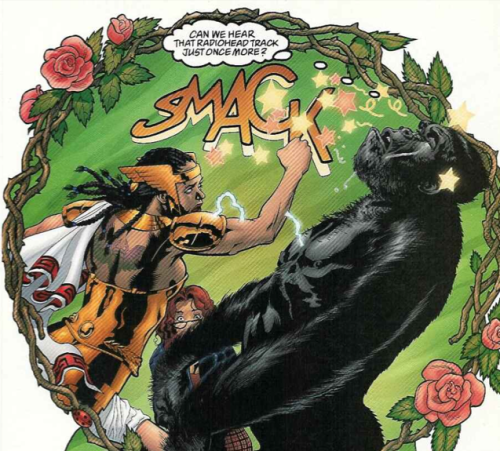 CAN WE HEAR
THAT RADIOHEAD TRACK
JUST ONCE MORE?
SMACK